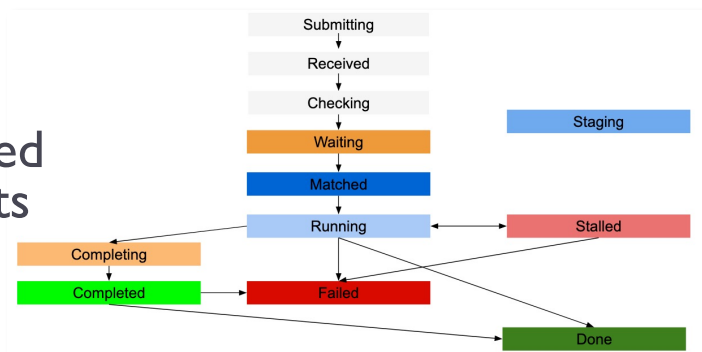 Submitting
Received
Checking
Staging
Waiting
Matched
Running
Stalled
Completing
Completed
Failed
Done